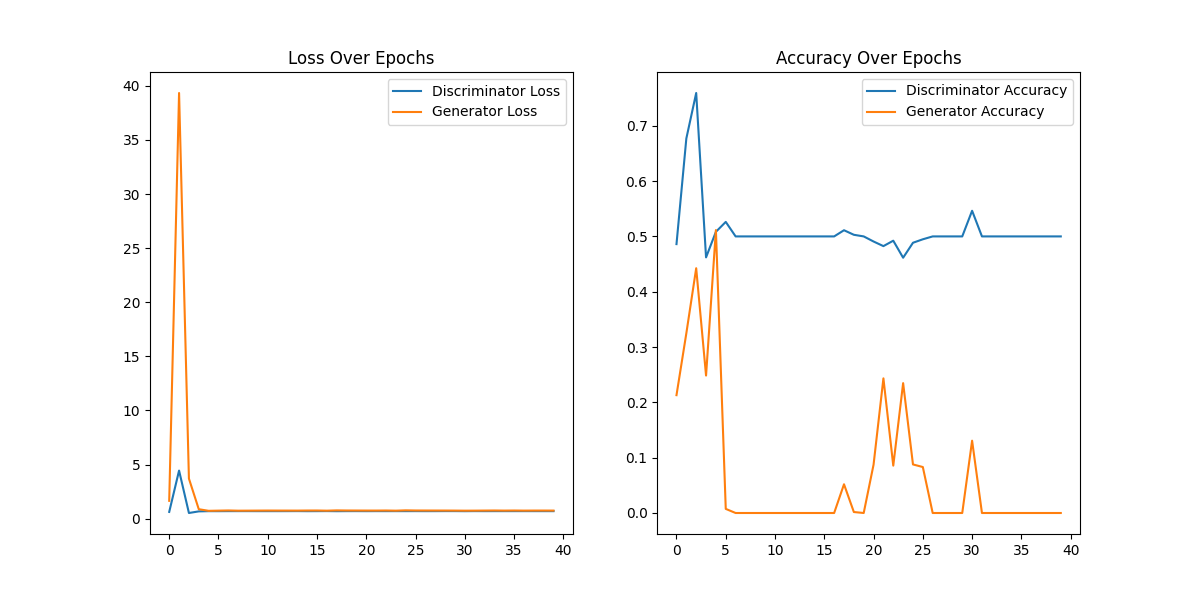 Loss Over Epochs
40
35
30
25
20
15
10
5
0
Discriminator Loss
Generator Loss
0 5 10 15 20 25 30 35 40
Accuracy Over Epochs
0.7
0.6
0.5
0.4
0.3
0.2
0.1
0.0
Discriminator Accuracy
Generator Accuracy
0 5 10 15 20 25 30 35 40